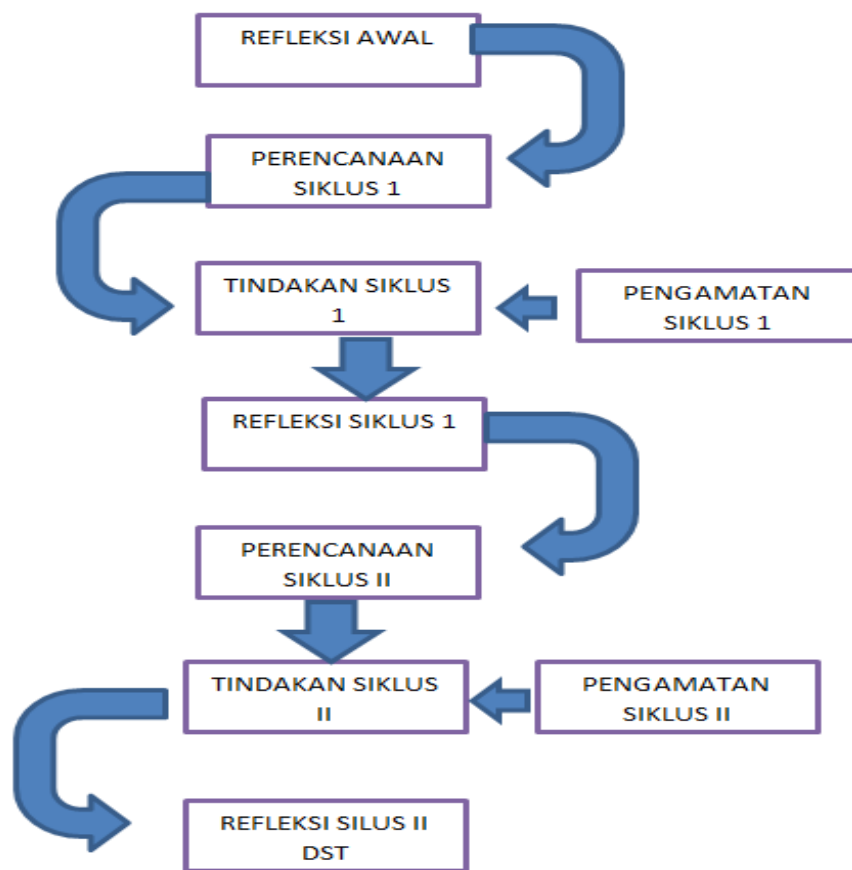 REFLEKSI AWAL
PERENCANAAN
SIKLUS 1
TINDAKAN SIKLUS
1
PENGAMATAN
SIKLUS 1
REFLEKSI SIKLUS 1
PERENCANAAN
SIKLUS II
TINDAKAN SIKLUS
II
PENGAMATAN
SIKLUS II
REFLEKSI SILUS II
DST